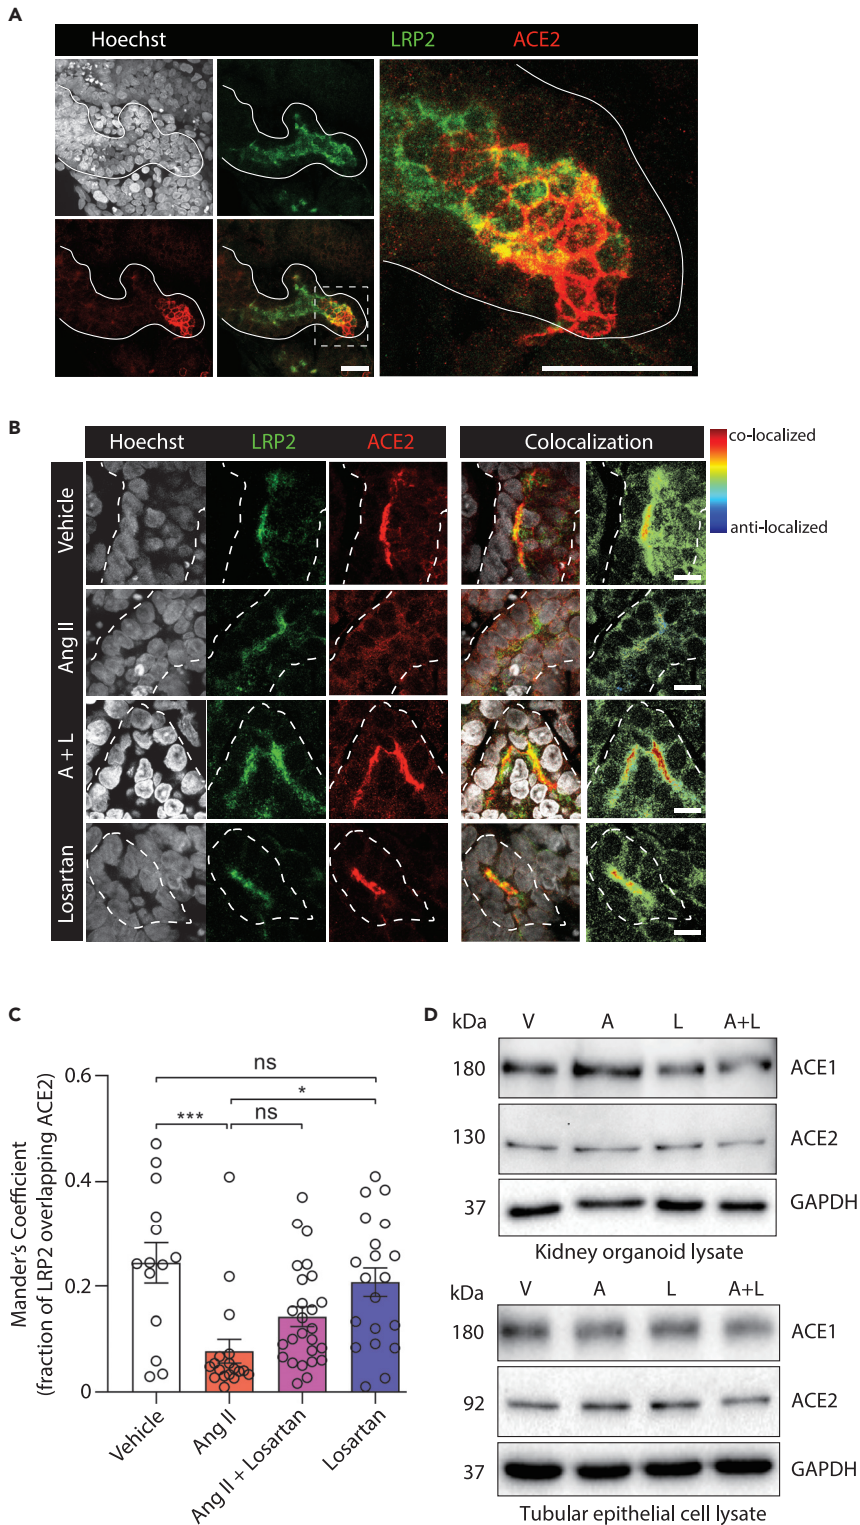 A
Hoechst LRP2 ACE2
B
Hoechst LRP2 ACE2 Colocalization
co-localized
anti-localized
Vehicle
Ang II
A + L
Losartan
C
Mander's Coefficient
(fraction of LRP2 overlapping ACE2)
0.6
0.4
0.2
0
ns
*
*** ns
Vehicle
Ang II
Ang II + Losartan
Losartan
D
kDa V A L A+L
180 ACE1
130 ACE2
37 GAPDH
Kidney organoid lysate
kDa V A L A+L
180 ACE1
92 ACE2
37 GAPDH
Tubular epithelial cell lysate